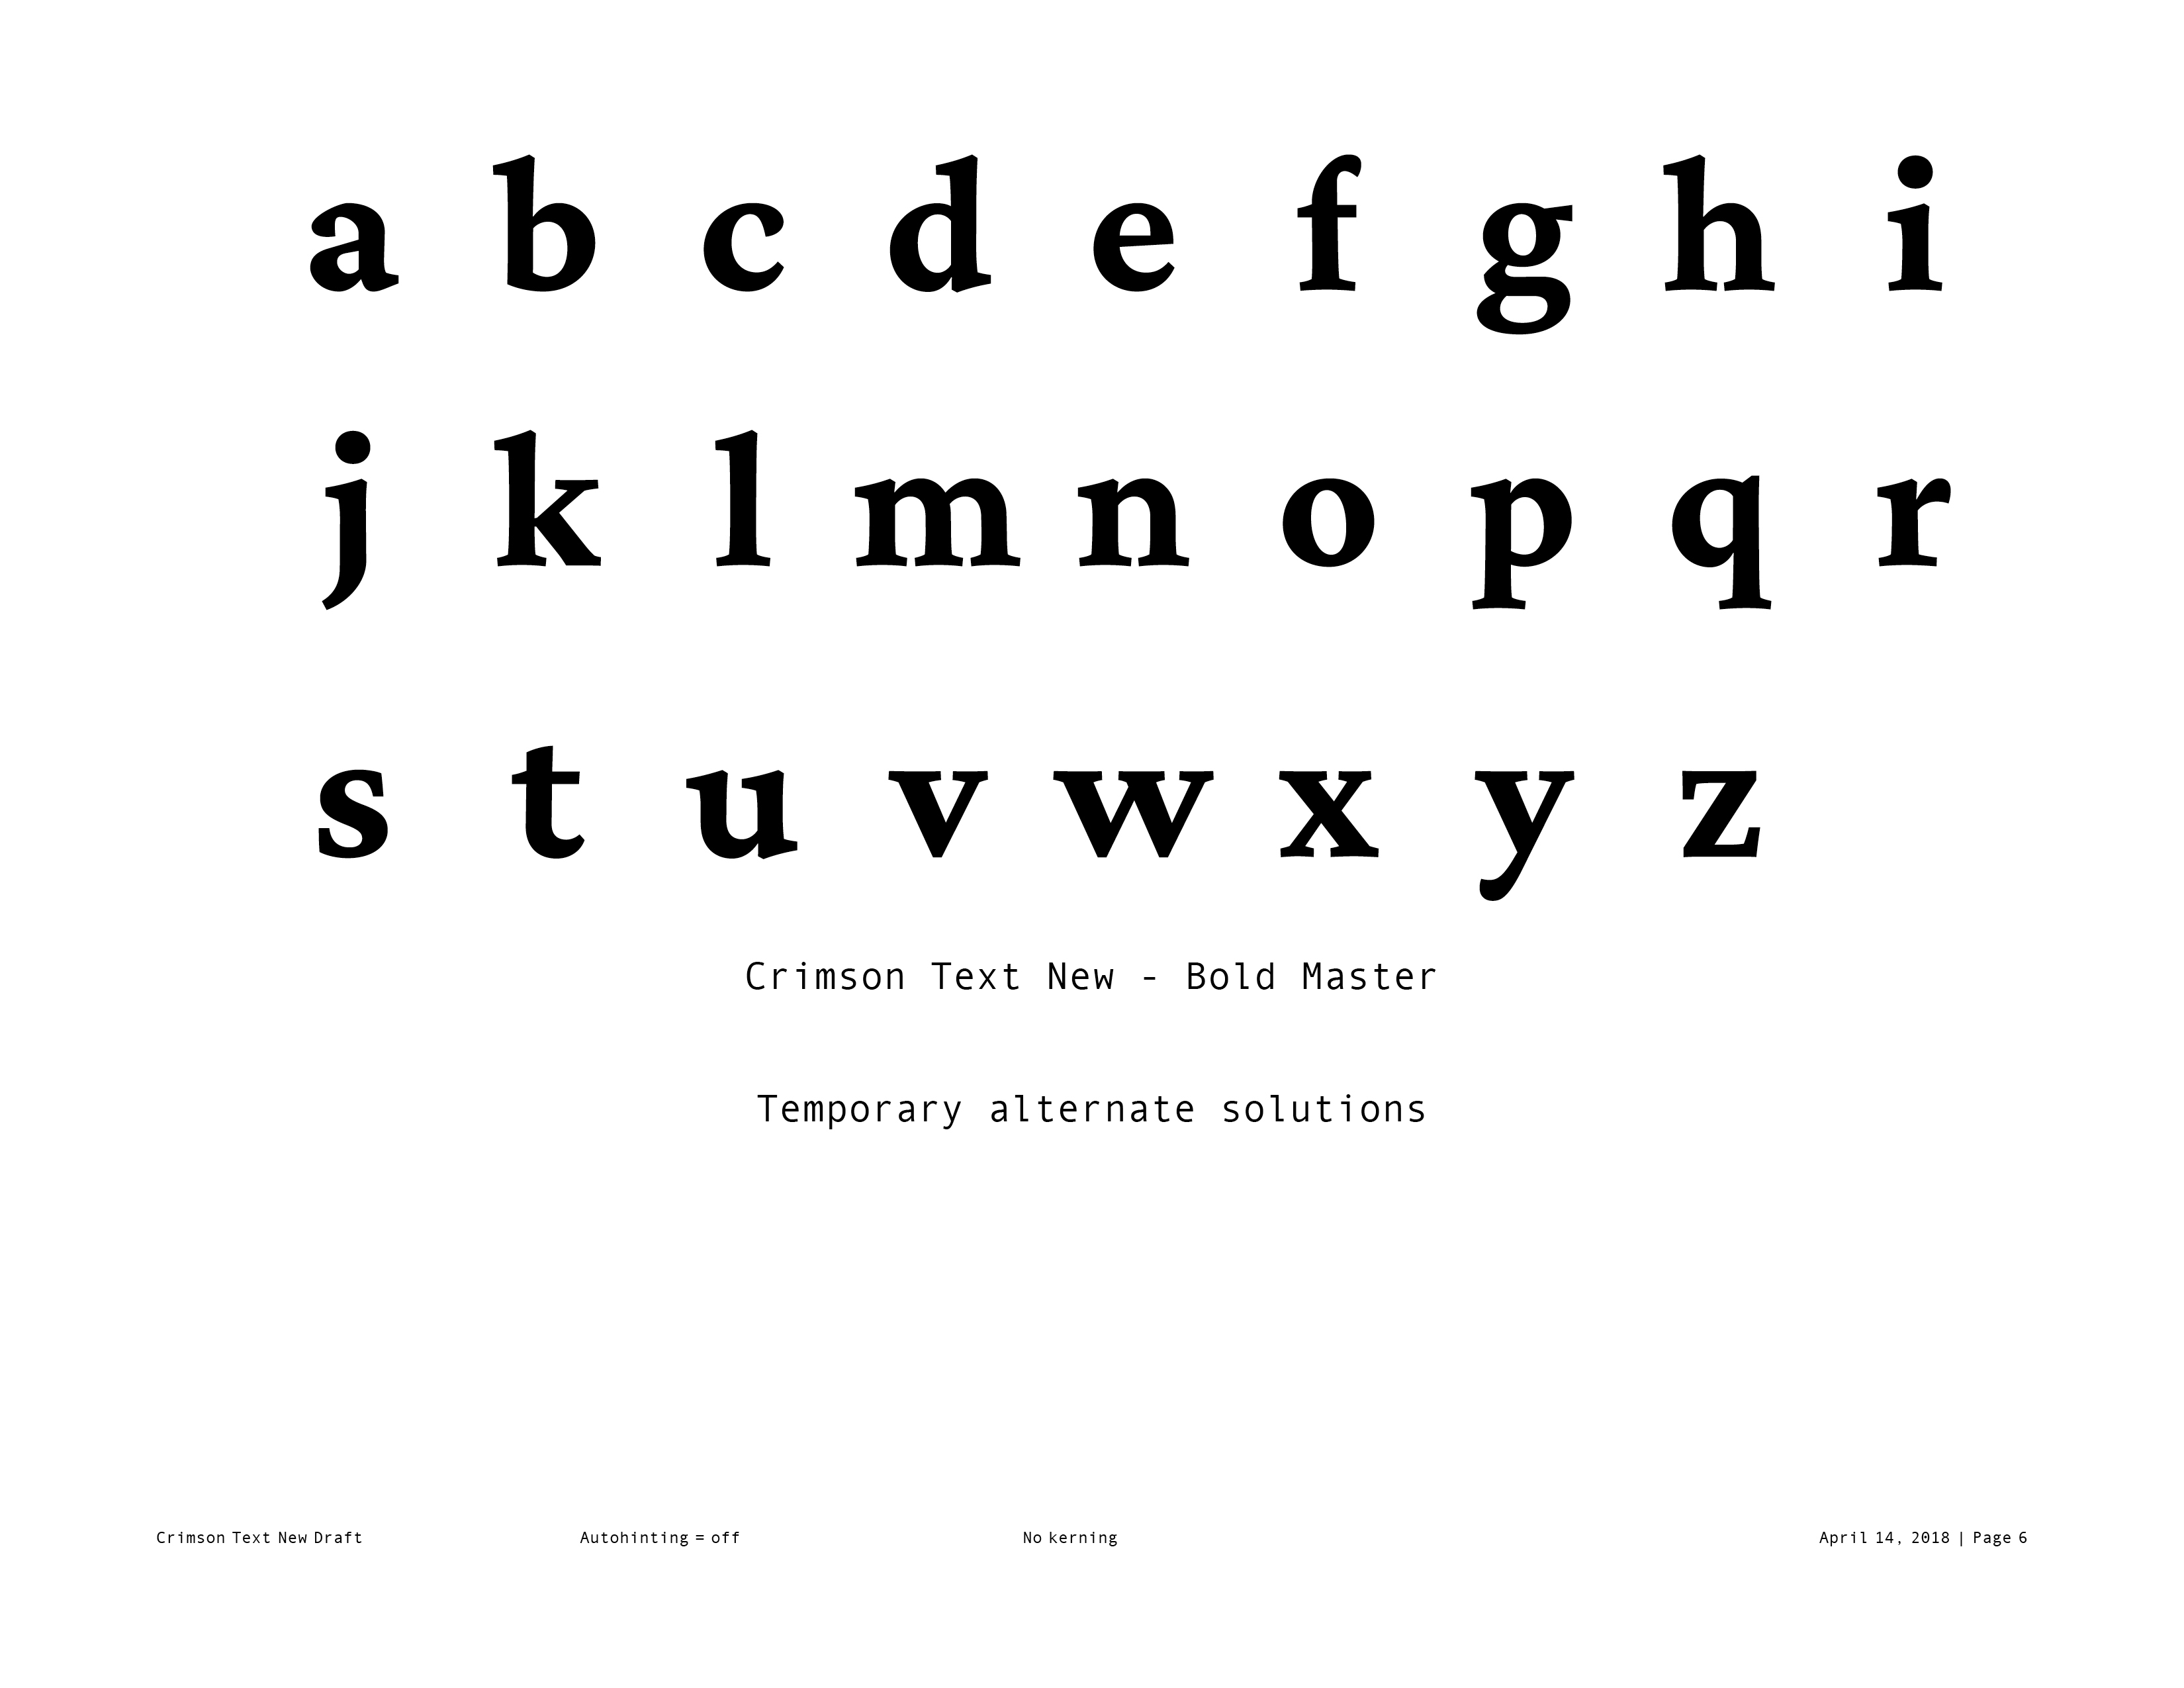 a b c d e f g h i
j k l m n o p q r
s t u v w x y z
Crimson Text New - Bold Master
Temporary alternate solutions
Crimson Text New Draft Autohinting = off No kerning April 14, 2018 | Page 6